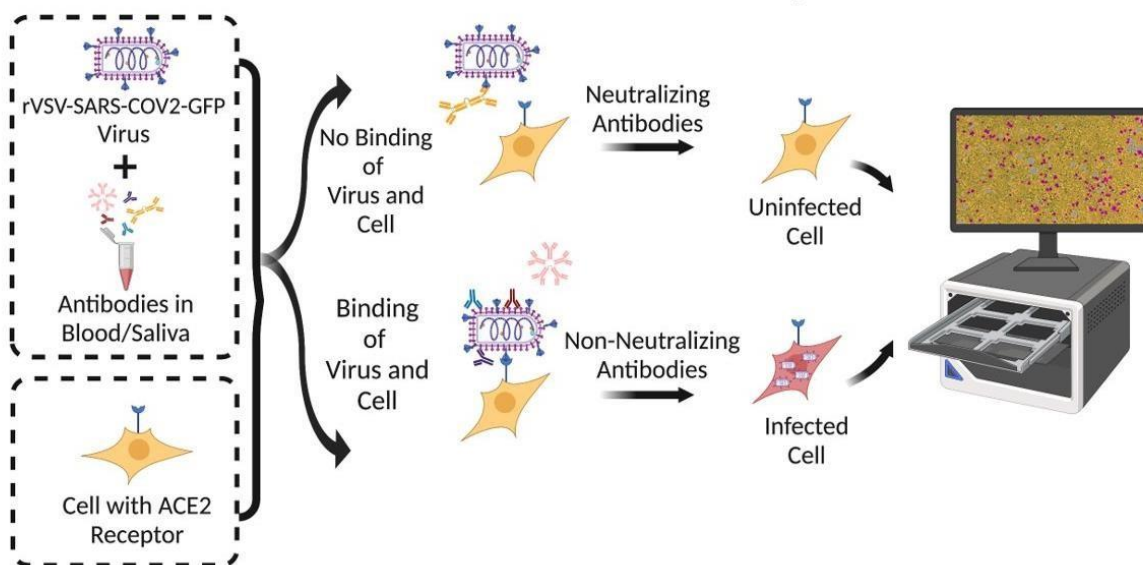 rVSV-SARS-COV2-GFP
Virus
+
Antibodies in
Blood/Saliva
Cell with ACE2
Receptor
No Binding
of
Virus and
Cell
Neutralizing
Antibodies
Uninfected
Cell
Binding
of
Virus and
Cell
Non-Neutralizing
Antibodies
Infected
Cell